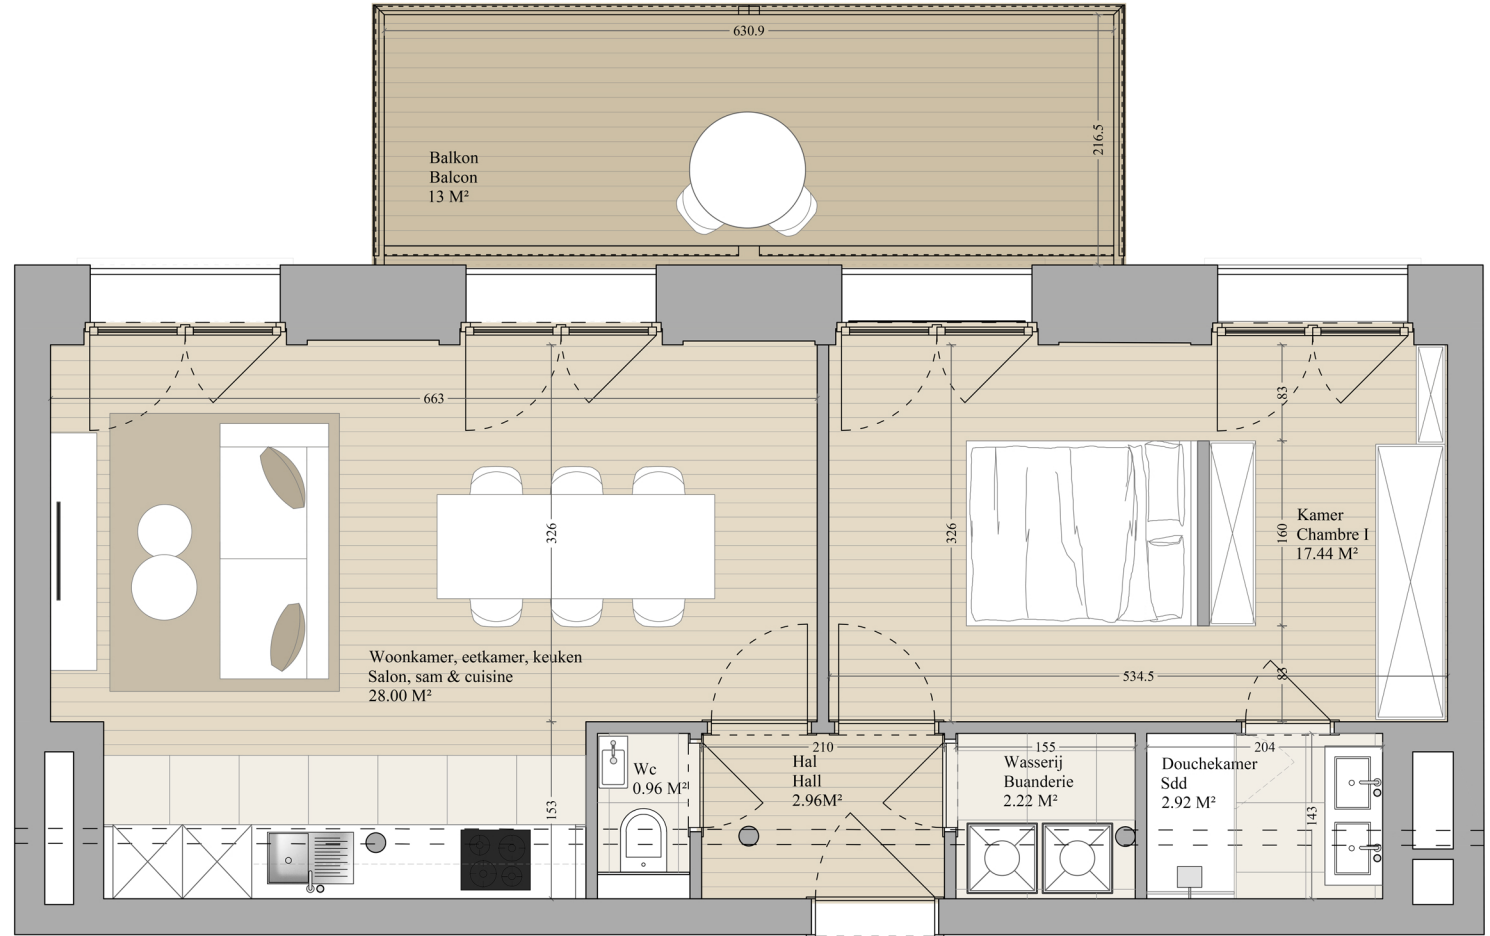 630.9
216.5
Balkon
Balcon
13 M²
663
326
326
83
160
83
534.5
Kamer
Chambre I
17.44 M²
Woonkamer, eetkamer, keuken
Salon, sam & cuisine
28.00 M²
153
Wc
0.96 M²
210
Hal
Hall
2.96M²
155
Wasserij
Buanderie
2.22 M²
204
Douchekamer
Sdd
2.92 M²
143